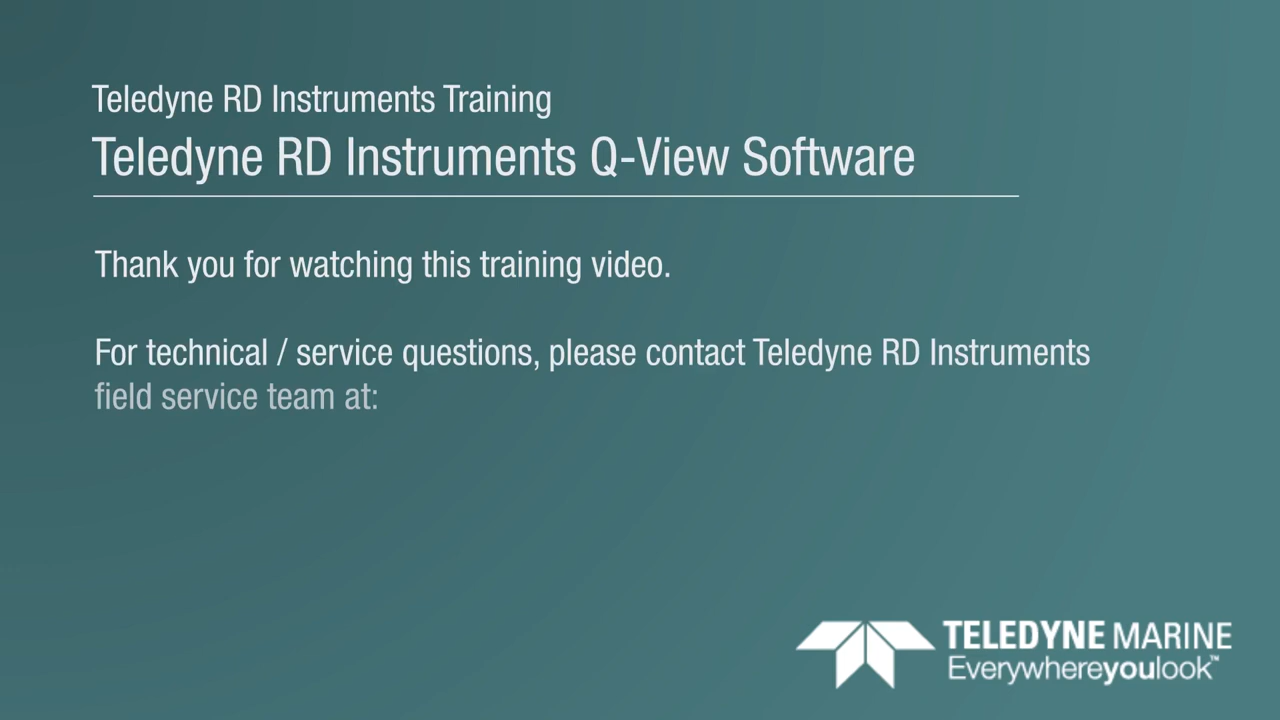 Teledyne RD Instruments Training
Teledyne RD Instruments Q-View Software
Thank you for watching this training video.
For technical / service questions, please contact Teledyne RD Instruments
field service team at:
TELEDYNE MARINE
Everywhereyoulook™